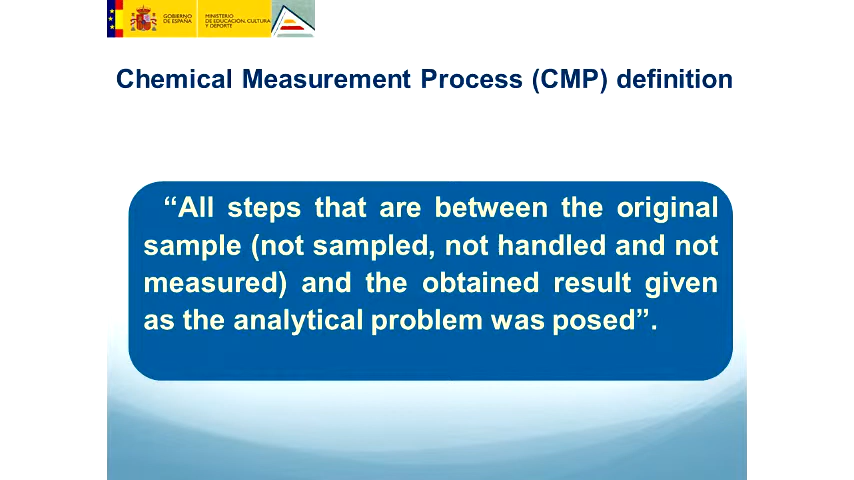 GOBIERNO
DE ESPAÑA
MINISTERIO
DE EDUCACIÓN, CULTURA
Y DEPORTE
Chemical Measurement Process (CMP) definition
“All steps that are between the original
sample (not sampled, not handled and not
measured) and the obtained result given
as the analytical problem was posed”.